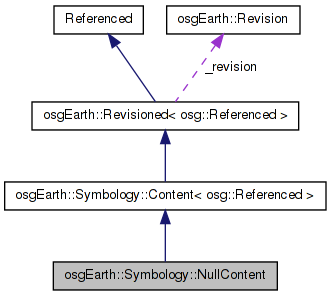 Referenced
osgEarth::Revision
_revision
osgEarth::Revisioned< osg::Referenced >
osgEarth::Symbology::Content< osg::Referenced >
osgEarth::Symbology::NullContent